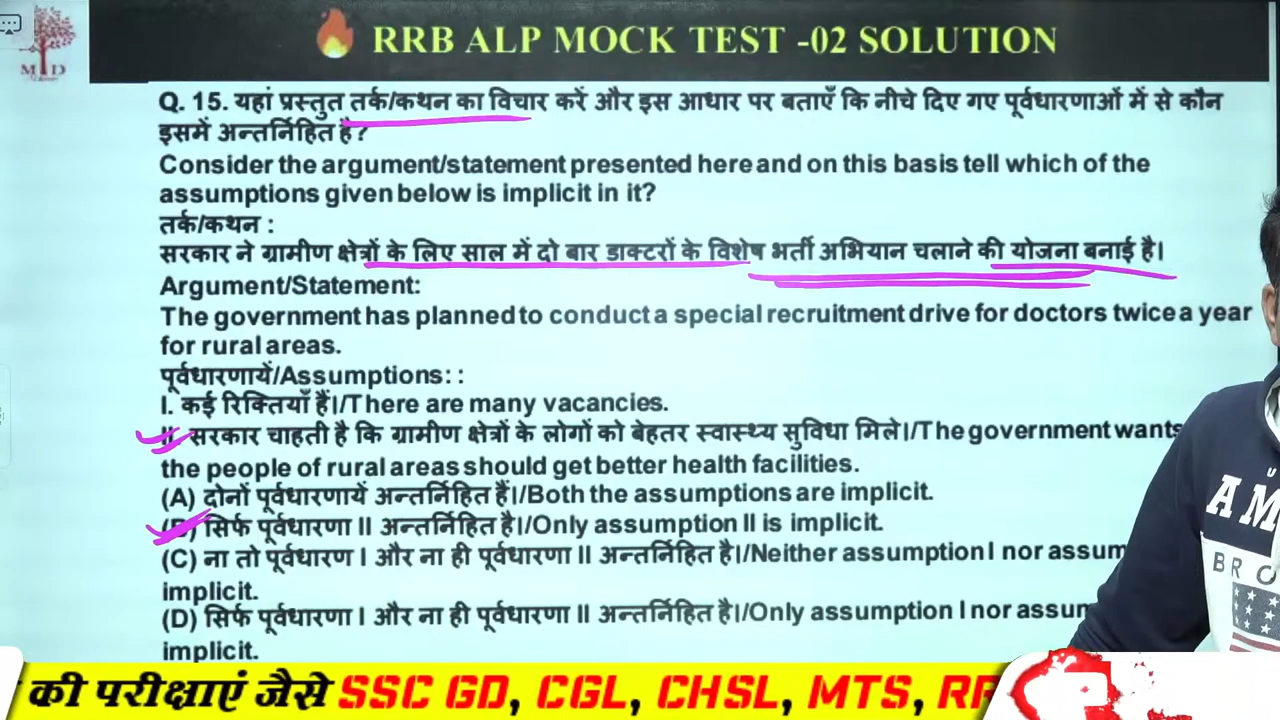 M D
RRB ALP MOCK TEST -02 SOLUTION
Q. 15. यहां प्रस्तुत तर्क/कथन का विचार करें और इस आधार पर बताएँ कि नीचे दिए गए पूर्वधारणाओं में से कौन
इसमें अन्तर्निहित है?
Consider the argument/statement presented here and on this basis tell which of the
assumptions given below is implicit in it?
तर्क/कथन :
सरकार ने ग्रामीण क्षेत्रों के लिए साल में दो बार डाक्टरों के विशेष भर्ती अभियान चलाने की योजना बनाई है।
Argument/Statement:
The government has planned to conduct a special recruitment drive for doctors twice a year
for rural areas.
पूर्वधारणायें/Assumptions: :
I. कई रिक्तियाँ हैं।/There are many vacancies.
II. सरकार चाहती है कि ग्रामीण क्षेत्रों के लोगों को बेहतर स्वास्थ्य सुविधा मिले।/The government wants
the people of rural areas should get better health facilities.
(A) दोनों पूर्वधारणायें अन्तर्निहित हैं।/Both the assumptions are implicit.
(B) सिर्फ पूर्वधारणा II अन्तर्निहित है।/Only assumption II is implicit.
(C) ना तो पूर्वधारण I और ना ही पूर्वधारणा II अन्तर्निहित है।/Neither assumption I nor assum
implicit.
(D) सिर्फ पूर्वधारणा I और ना ही पूर्वधारणा II अन्तर्निहित है।/Only assumption I nor assum
implicit.
AM
BRO
की परीक्षाएं जैसे SSC GD, CGL, CHSL, MTS, RR